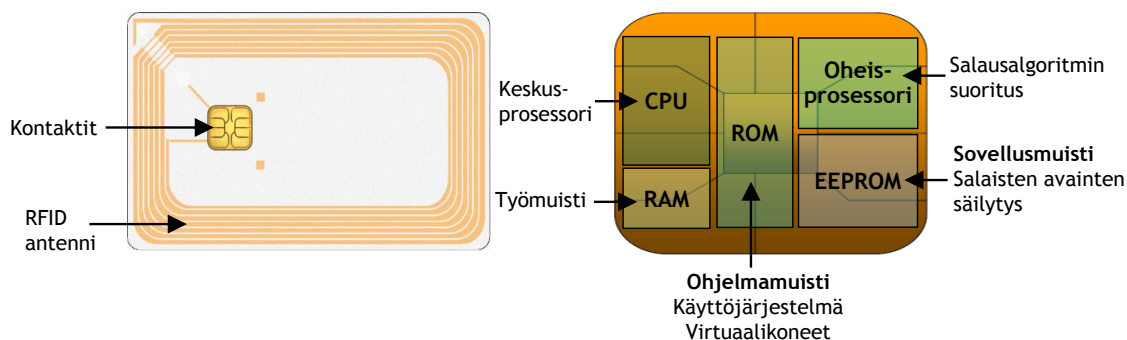 Kontaktit
RFID
antenni
Keskus-
prosessori
Työmuisti
CPU
RAM
ROM
Oheis-
prosessori
EEPROM
Salausalgoritmin
suoritus
Sovellusmuisti
Salaisten avainten
säilytys
Ohjelmamuisti
Käyttöjärjestelmä
Virtuaalikoneet